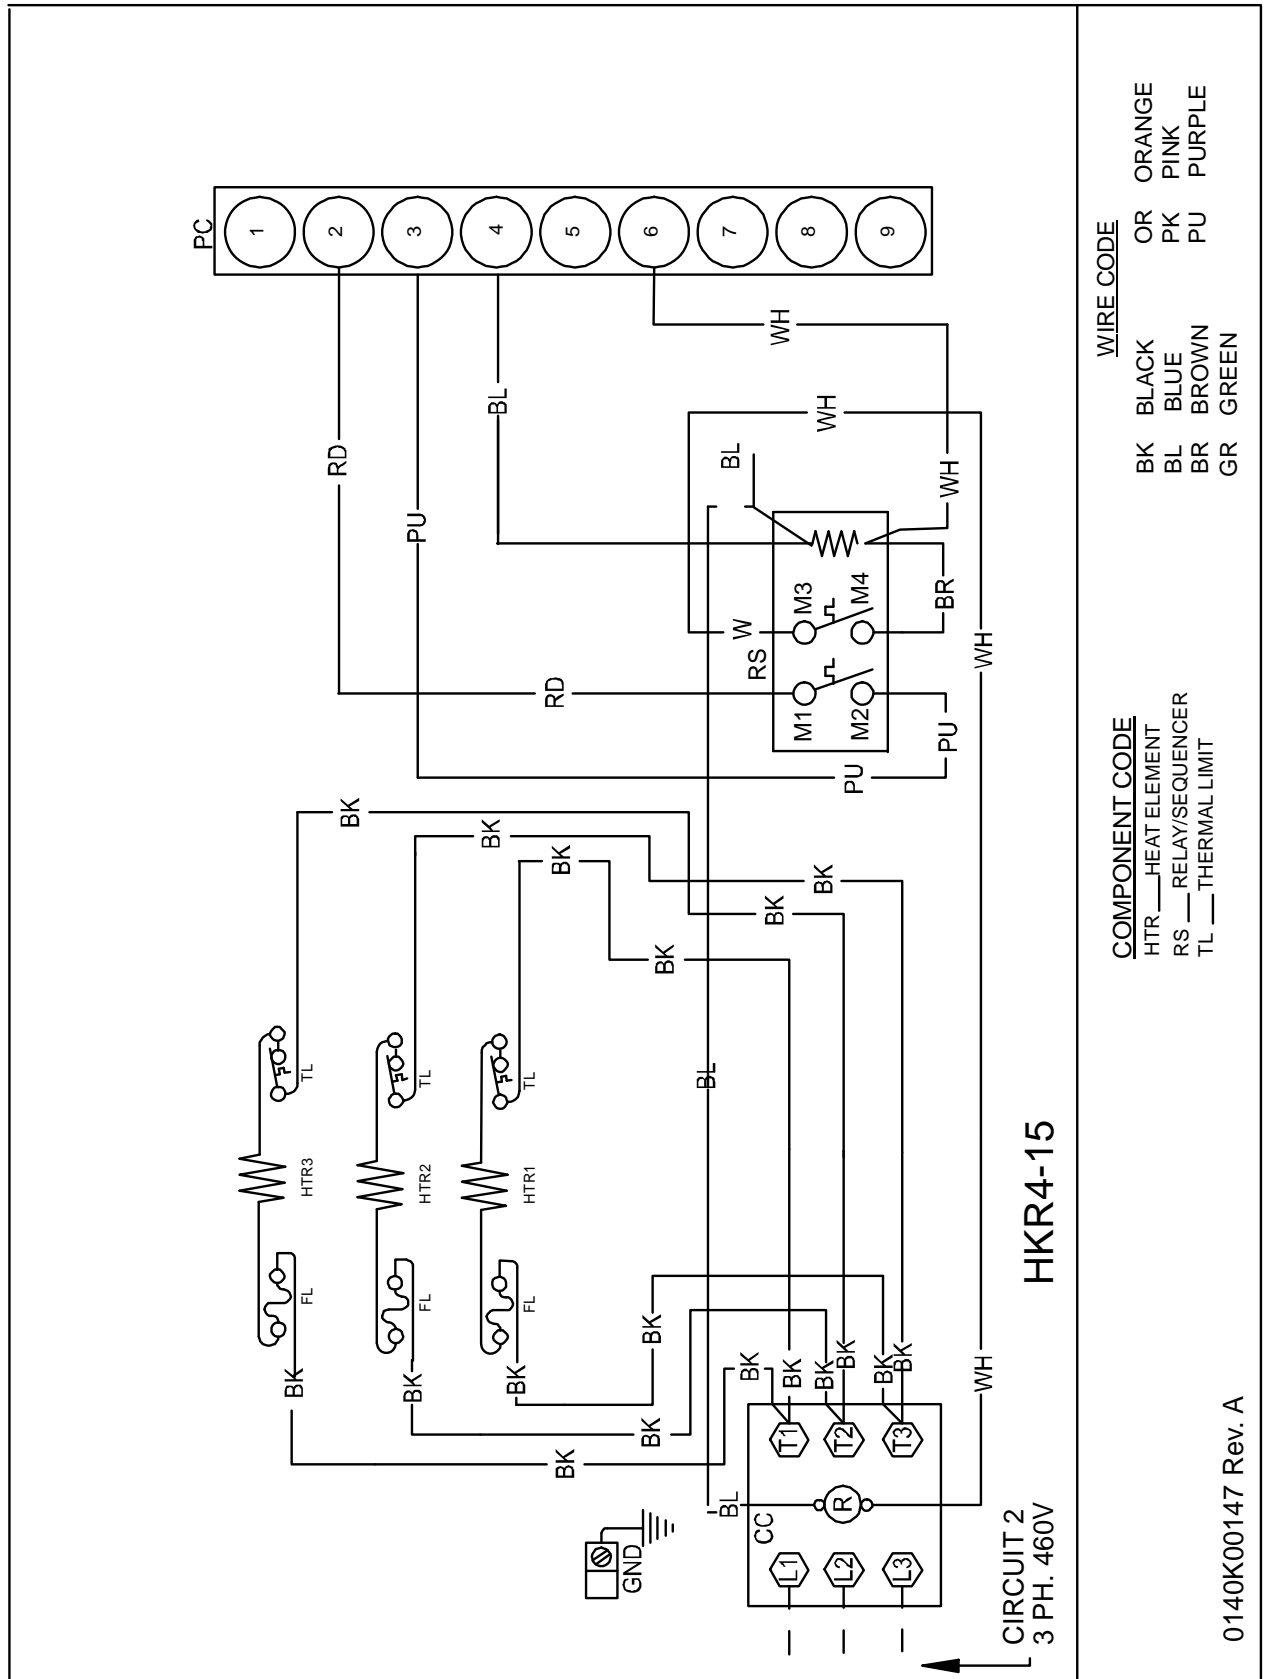 PC
1
2
3
4
5
6
7
8
9
RD
PU
BL
WH
WH
BL
WH
RD
W
RS
M1
M2
M3
M4
BR
PU
PU
WH
BK
BK
BK
BK
BK
BK
BL
TL
TL
TL
HTR3
HTR2
HTR1
FL
FL
FL
BK
BK
BK
BK
BK
BK
BK
BK
BK
BK
BK
BK
WH
T1
T2
T3
BL
R
CC
L1
L2
L3
GND
CIRCUIT 2
3 PH. 460V
HKR4-15
COMPONENT CODE
HTR HEAT ELEMENT
RS RELAY/SEQUENCER
TL THERMAL LIMIT
WIRE CODE
BK BLACK OR ORANGE
BL BLUE PK PINK
BR BROWN PU PURPLE
GR GREEN
0140K00147 Rev. A